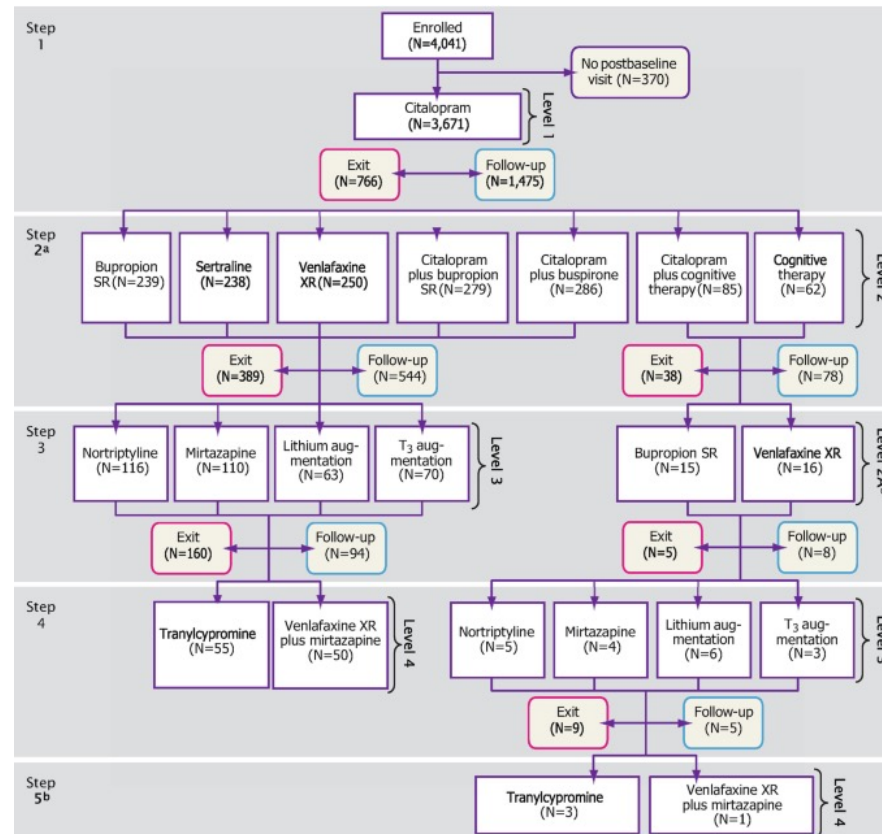 Step
1
Enrolled
(N=4,041)
No postbaseline
visit (N=370)
Citalopram
(N=3,671)
Level 1
Exit
(N=766)
Follow-up
(N=1,475)
Step
2a
Bupropion
SR(N=239)
Sertraline
(N=238)
Venlafaxine
XR(N=250)
Citalopram
plus bupropion
SR(N=279)
Citalopram
plus buspirone
(N=286)
Citalopram
plus cognitive
therapy(N=85)
Cognitive
therapy
(N=62)
Level 2
Exit
(N=389)
Follow-up
(N=544)
Exit
(N=38)
Follow-up
(N=78)
Step
3
Nortriptyline
(N=116)
Mirtazapine
(N=110)
Lithium aug-
mentation
(N=63)
T3 aug-
mentation
(N=70)
Level 3
Bupropion SR
(N=15)
Venlafaxine XR
(N=16)
Level 2A
Exit
(N=160)
Follow-up
(N=94)
Exit
(N=5)
Follow-up
(N=8)
Step
4
Tranylcypromine
(N=55)
Venlafaxine XR
plus mirtazapine
(N=50)
Level 4
Nortriptyline
(N=5)
Mirtazapine
(N=4)
Lithium aug-
mentation
(N=6)
T3 aug-
mentation
(N=3)
Level
Exit
(N=9)
Follow-up
(N=5)
Step
5b
Tranylcypromine
(N=3)
Venlafaxine XR
plus mirtazapine
(N=1)
Level 4